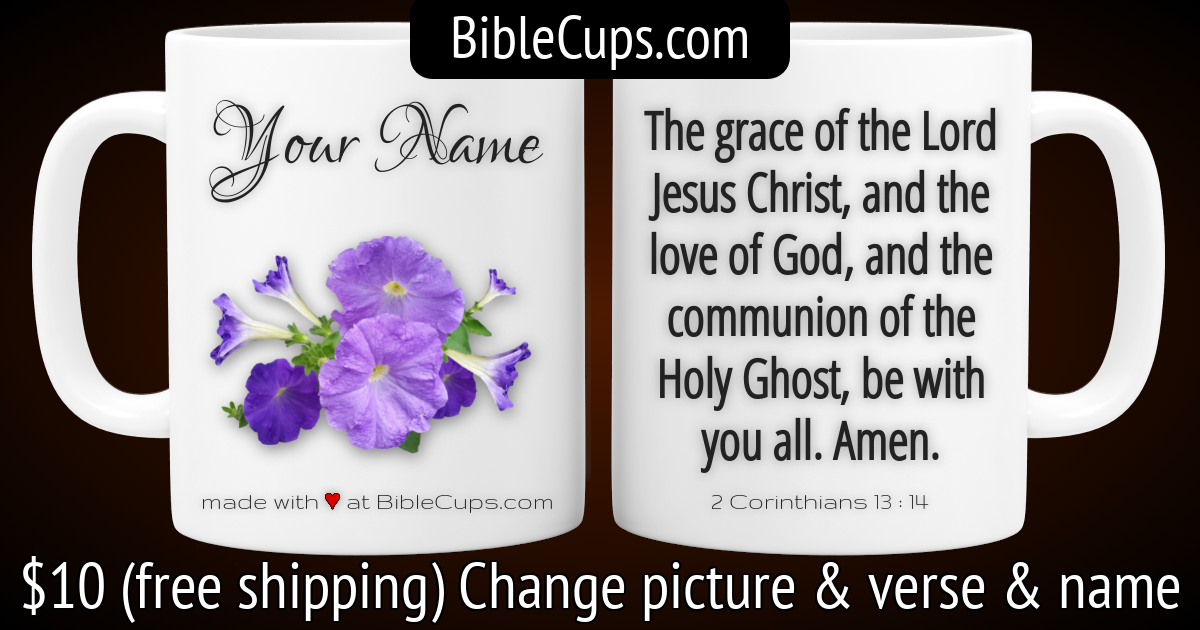 BibleCups.com
Your Name
made with ♥ at BibleCups.com
The grace of the Lord
Jesus Christ, and the
love of God, and the
communion of the
Holy Ghost, be with
you all. Amen.
2 Corinthians 13 : 14
$10 (free shipping) Change picture & verse & name